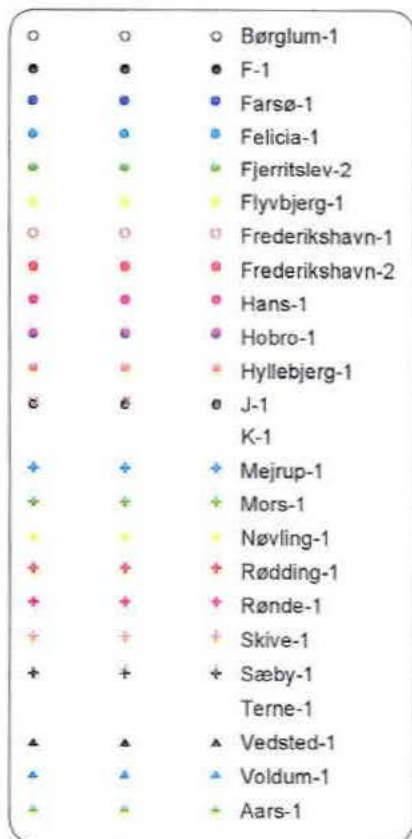 Børglum-1
F-1
Farsø-1
Felicia-1
Fjerritslev-2
Flyvbjerg-1
Frederikshavn-1
Frederikshavn-2
Hans-1
Hobro-1
Hyllebjerg-1
J-1
K-1
Mejrup-1
Mors-1
Nøvling-1
Rødding-1
Rønde-1
Skive-1
Sæby-1
Terne-1
Vedsted-1
Voldum-1
Aars-1